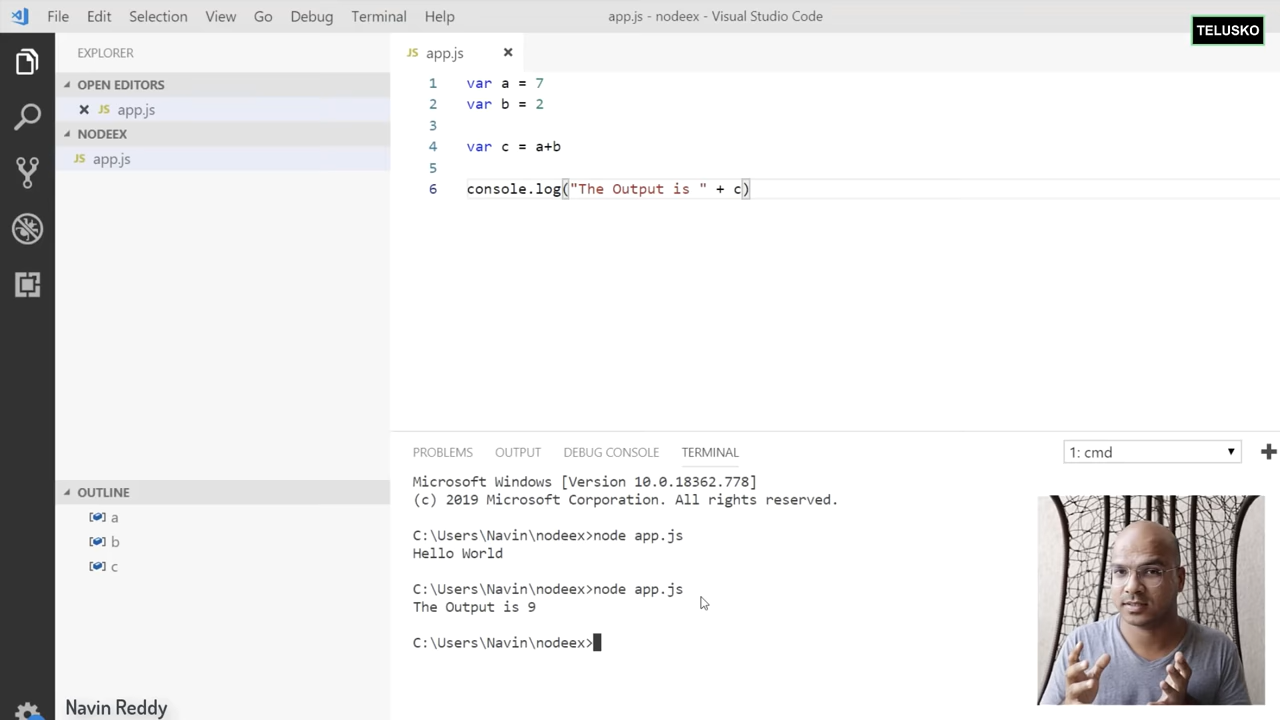 File Edit Selection View Go Debug Terminal Help
app.js - nodeex - Visual Studio Code
TELUSKO
EXPLORER
OPEN EDITORS
JS app.js
NODEEX
JS app.js
OUTLINE
a
b
c
Navin Reddy
JS app.js
1 var a = 7
2 var b = 2
3
4 var c = a+b
5
6 console.log("The Output is " + c)
PROBLEMS OUTPUT DEBUG CONSOLE TERMINAL
1: cmd
Microsoft Windows [Version 10.0.18362.778]
(c) 2019 Microsoft Corporation. All rights reserved.
C:\Users\Navin\nodeex>node app.js
Hello World
C:\Users\Navin\nodeex>node app.js
The Output is 9
C:\Users\Navin\nodeex>